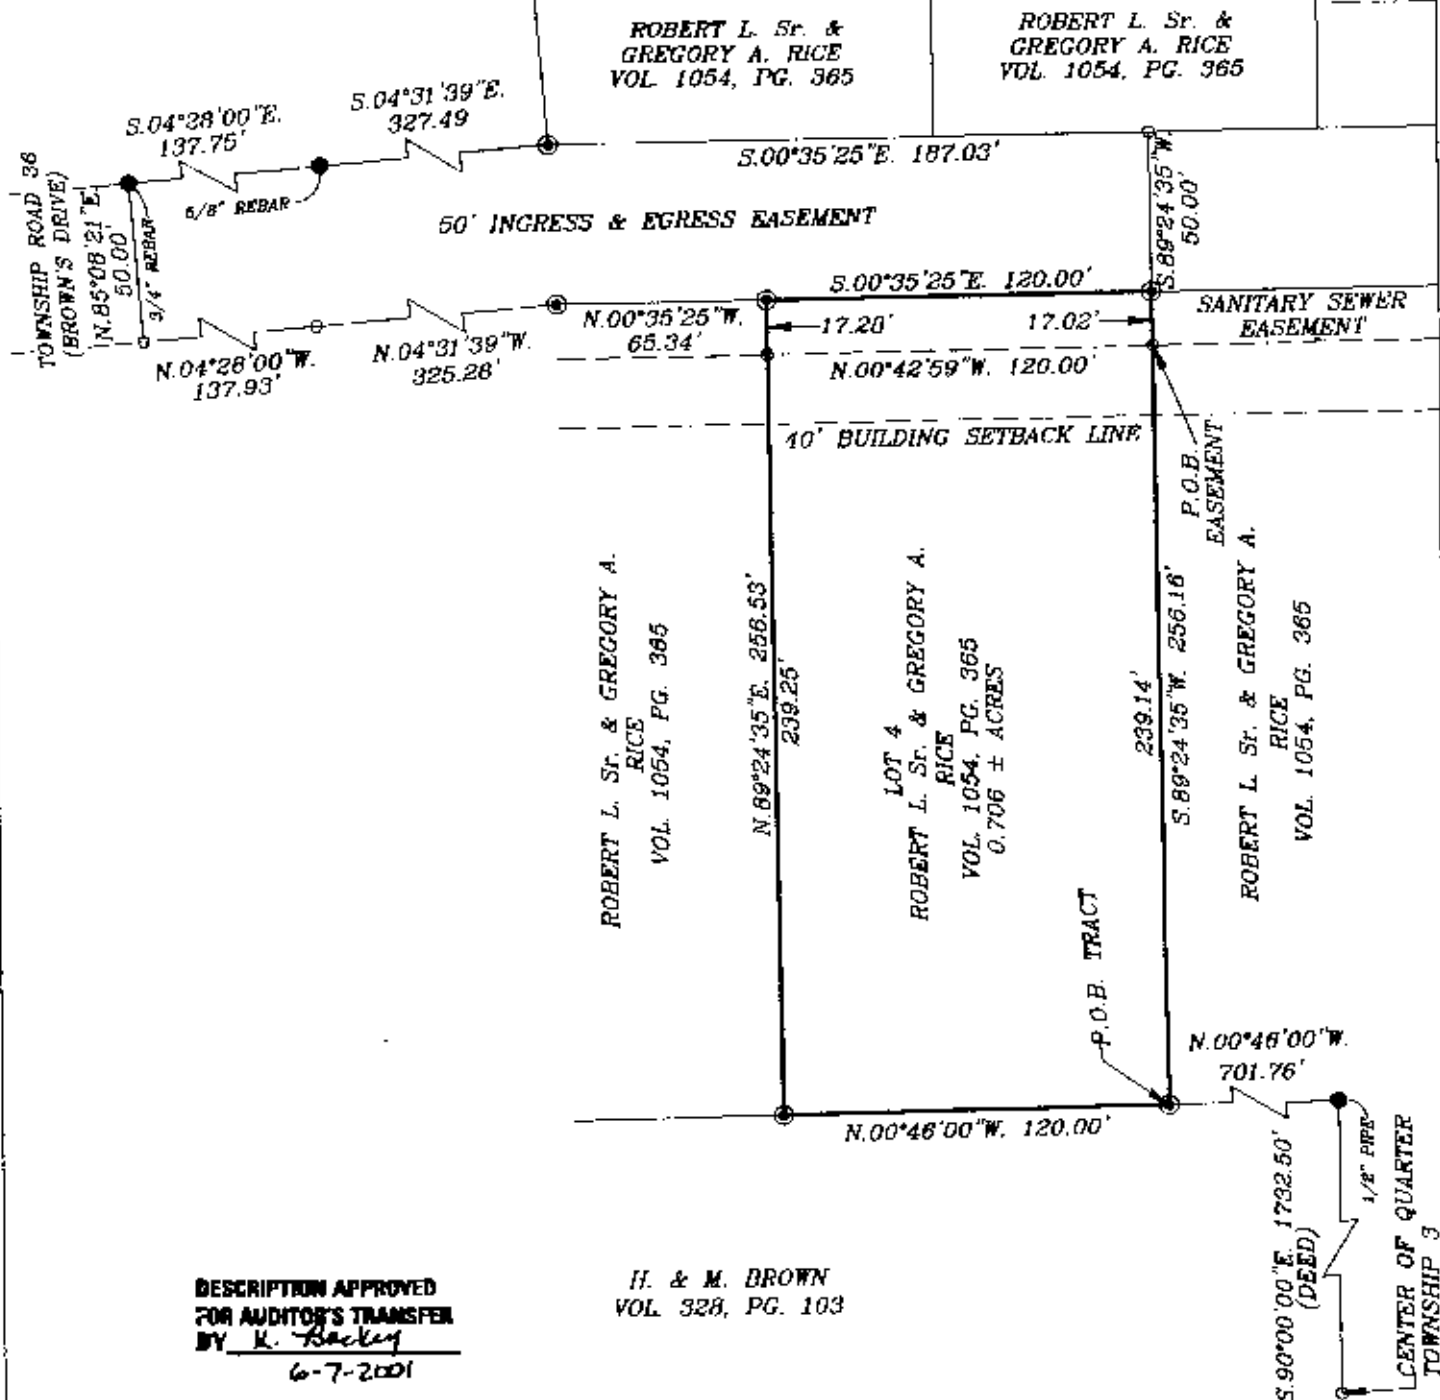 ROBERT L. Sr. &
GREGORY A. RICE
VOL. 1054, PG. 365
ROBERT L. Sr. &
GREGORY A. RICE
VOL. 1054, PG. 365
S.04°28'00"E.
137.75'
S.04°31'39"E.
327.49
S.00°35'25"E. 187.03'
S.89°24'35"W.
50.00'
TOWNSHIP ROAD 36
(BROWN'S DRIVE)
N.85°08'21"E.
50.00'
3/4" REBAR
5/8" REBAR
50' INGRESS & EGRESS EASEMENT
S.00°35'25"E. 120.00'
N.00°35'25"W.
65.34'
17.28'
17.02'
SANITARY SEWER
EASEMENT
N.04°28'00"W.
137.93'
N.04°31'39"W.
325.28'
N.00°42'59"W. 120.00'
40' BUILDING SETBACK LINE
P.O.B.
EASEMENT
ROBERT L. Sr. & GREGORY A.
RICE
VOL. 1054, PG. 365
N.89°24'35"E. 256.53'
239.25'
LOT 4
ROBERT L. Sr. & GREGORY A.
RICE
VOL. 1054, PG. 365
0.706 ± ACRES
239.14'
S.89°24'35"W. 256.16'
ROBERT L. Sr. & GREGORY A.
RICE
VOL. 1054, PG. 365
P.O.B. TRACT
N.00°46'00"W.
701.76'
N.00°46'00"W. 120.00'
S.90°00'00"E. 1732.50'
(DEED)
1/2" PIPE
CENTER OF QUARTER
TOWNSHIP 3
H. & M. BROWN
VOL. 328, PG. 103
DESCRIPTION APPROVED
FOR AUDITOR'S TRANSFER
BY K. Backey
6-7-2001